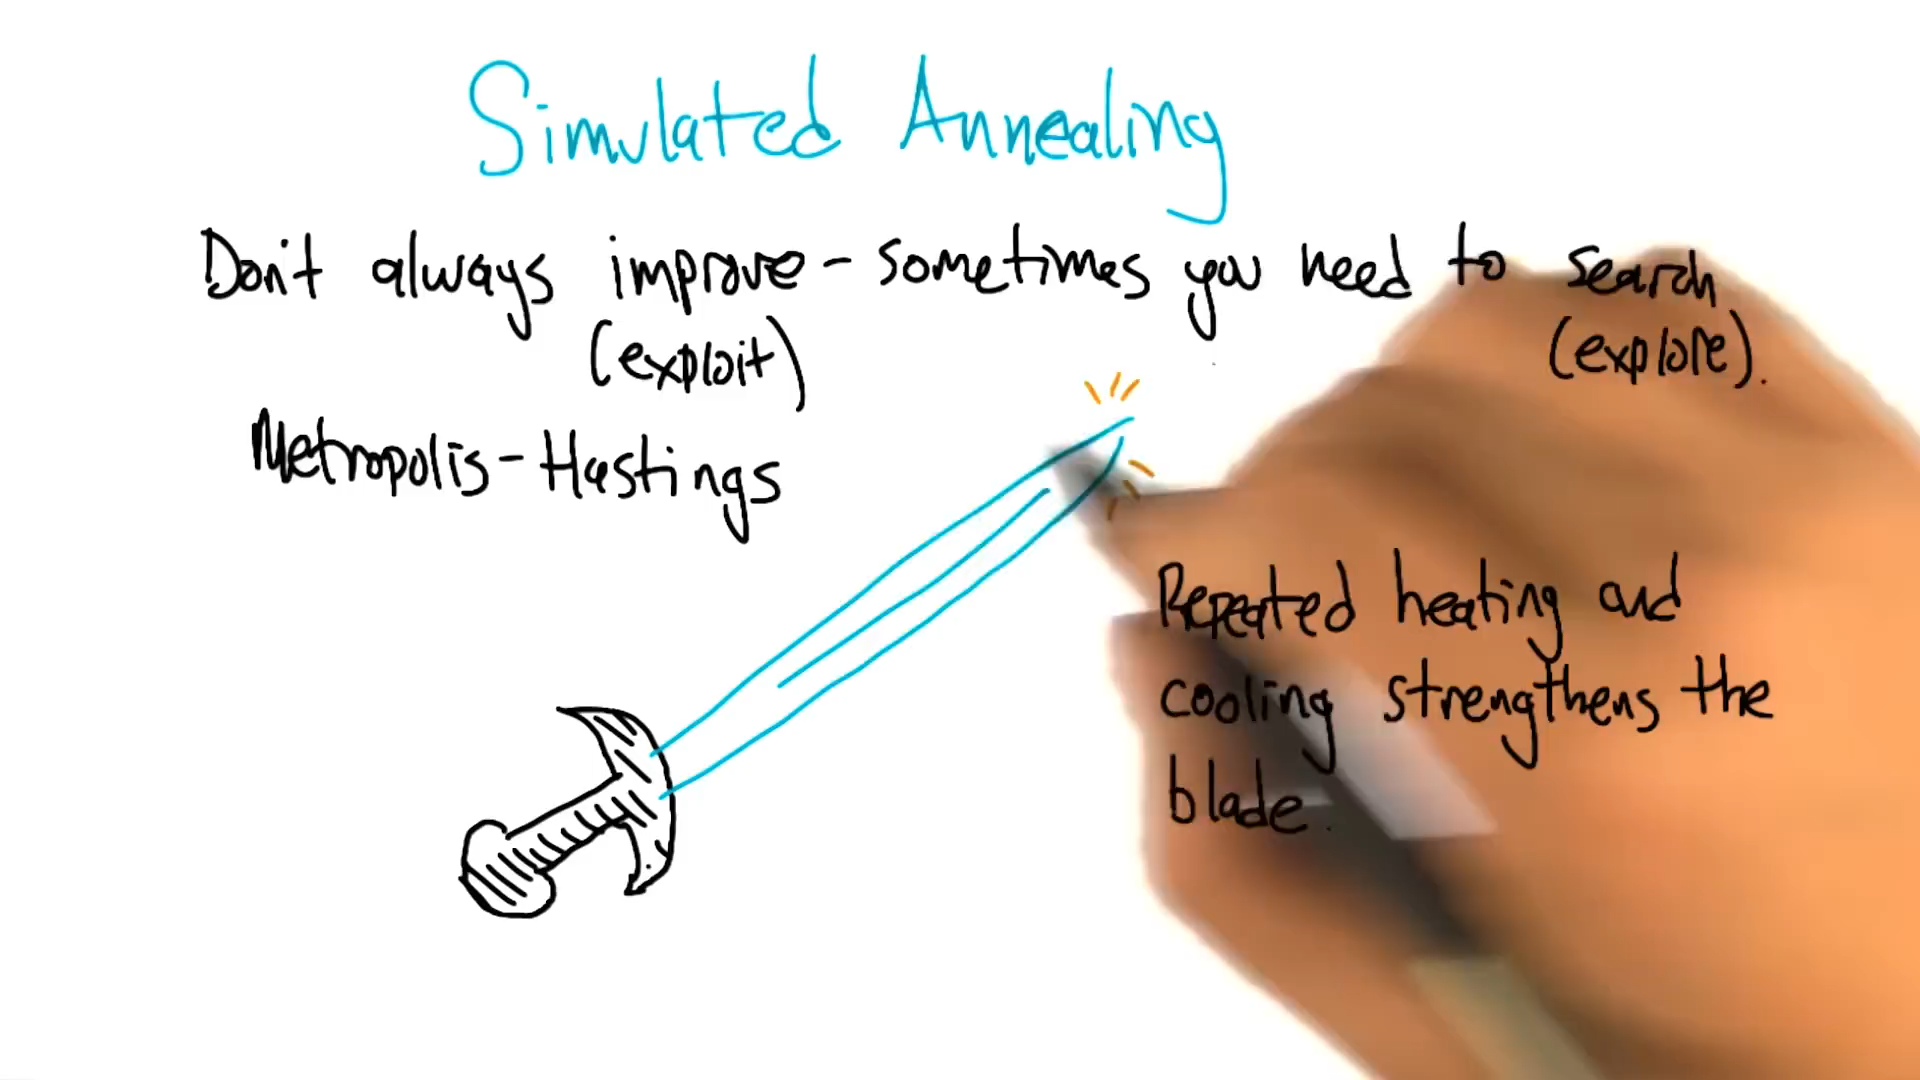 Simulated Annealing
Don't always improve - sometimes you need to search
(exploit) (explore).
Metropolis - Hastings
Repeated heating and
cooling strengthens the
blade.